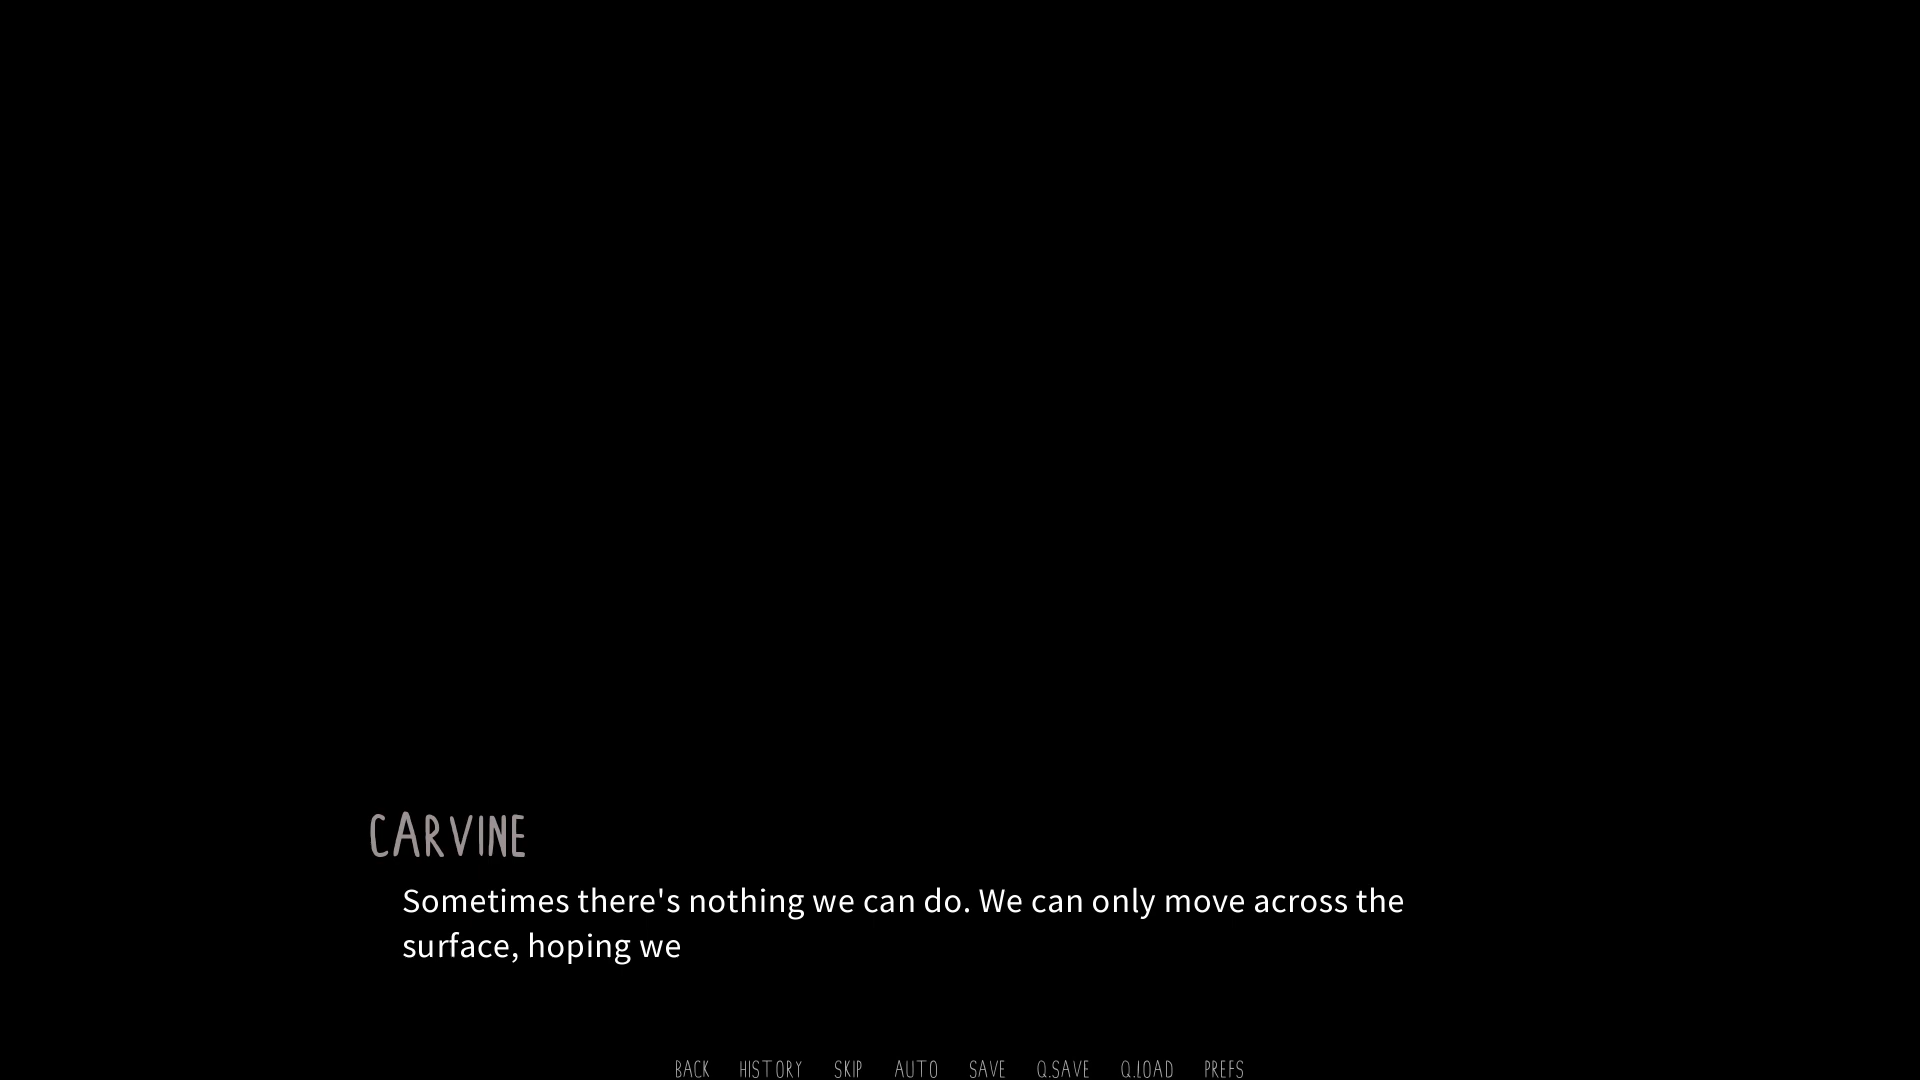 CARVINE
Sometimes there's nothing we can do. We can only move across the
surface, hoping we
BACK HISTORY SKIP AUTO SAVE Q.SAVE Q.LOAD PREFS